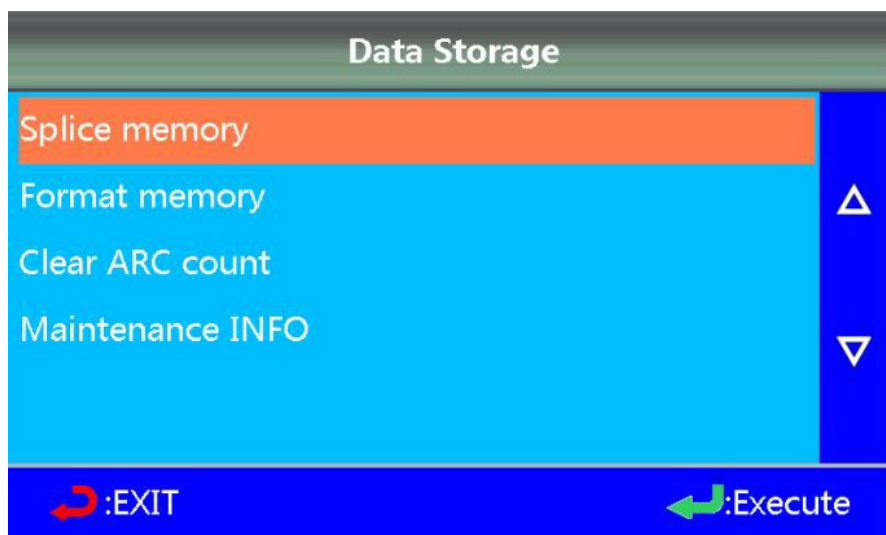 Data Storage
Splice memory
Format memory
Clear ARC count
Maintenance INFO
:EXIT
:Execute